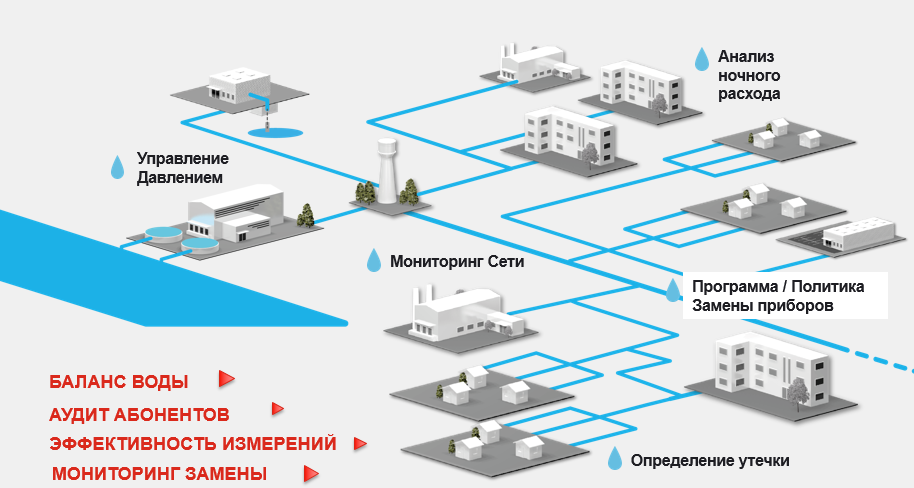 Анализ
ночного
расхода
Управление
Давлением
Мониторинг Сети
Программа / Политика
Замены приборов
БАЛАНС ВОДЫ
АУДИТ АБОНЕНТОВ
ЭФФЕКТИВНОСТЬ ИЗМЕРЕНИЙ
МОНИТОРИНГ ЗАМЕНЫ
Определение утечки